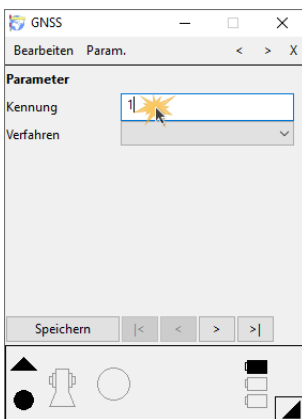 GNSS
Bearbeiten Param. < > X
Parameter
Kennung 1
Verfahren
Speichern |< < > >|